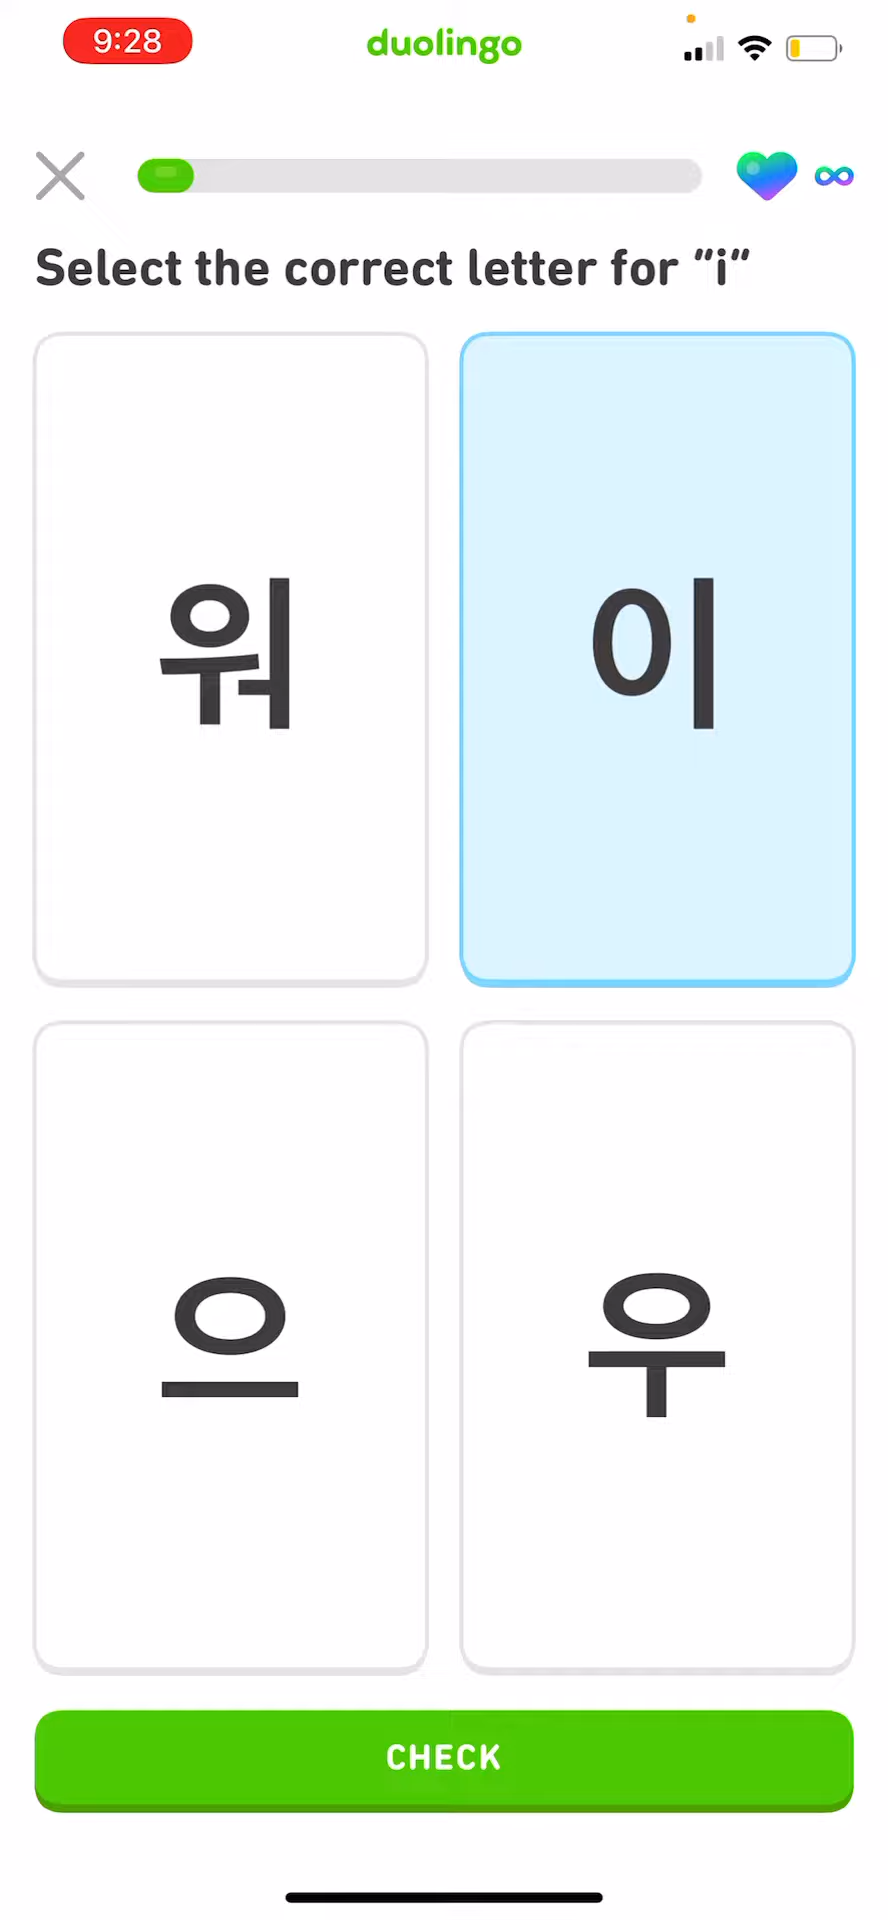 9:28
duolingo
Select the correct letter for "i"
워
이
으
우
CHECK